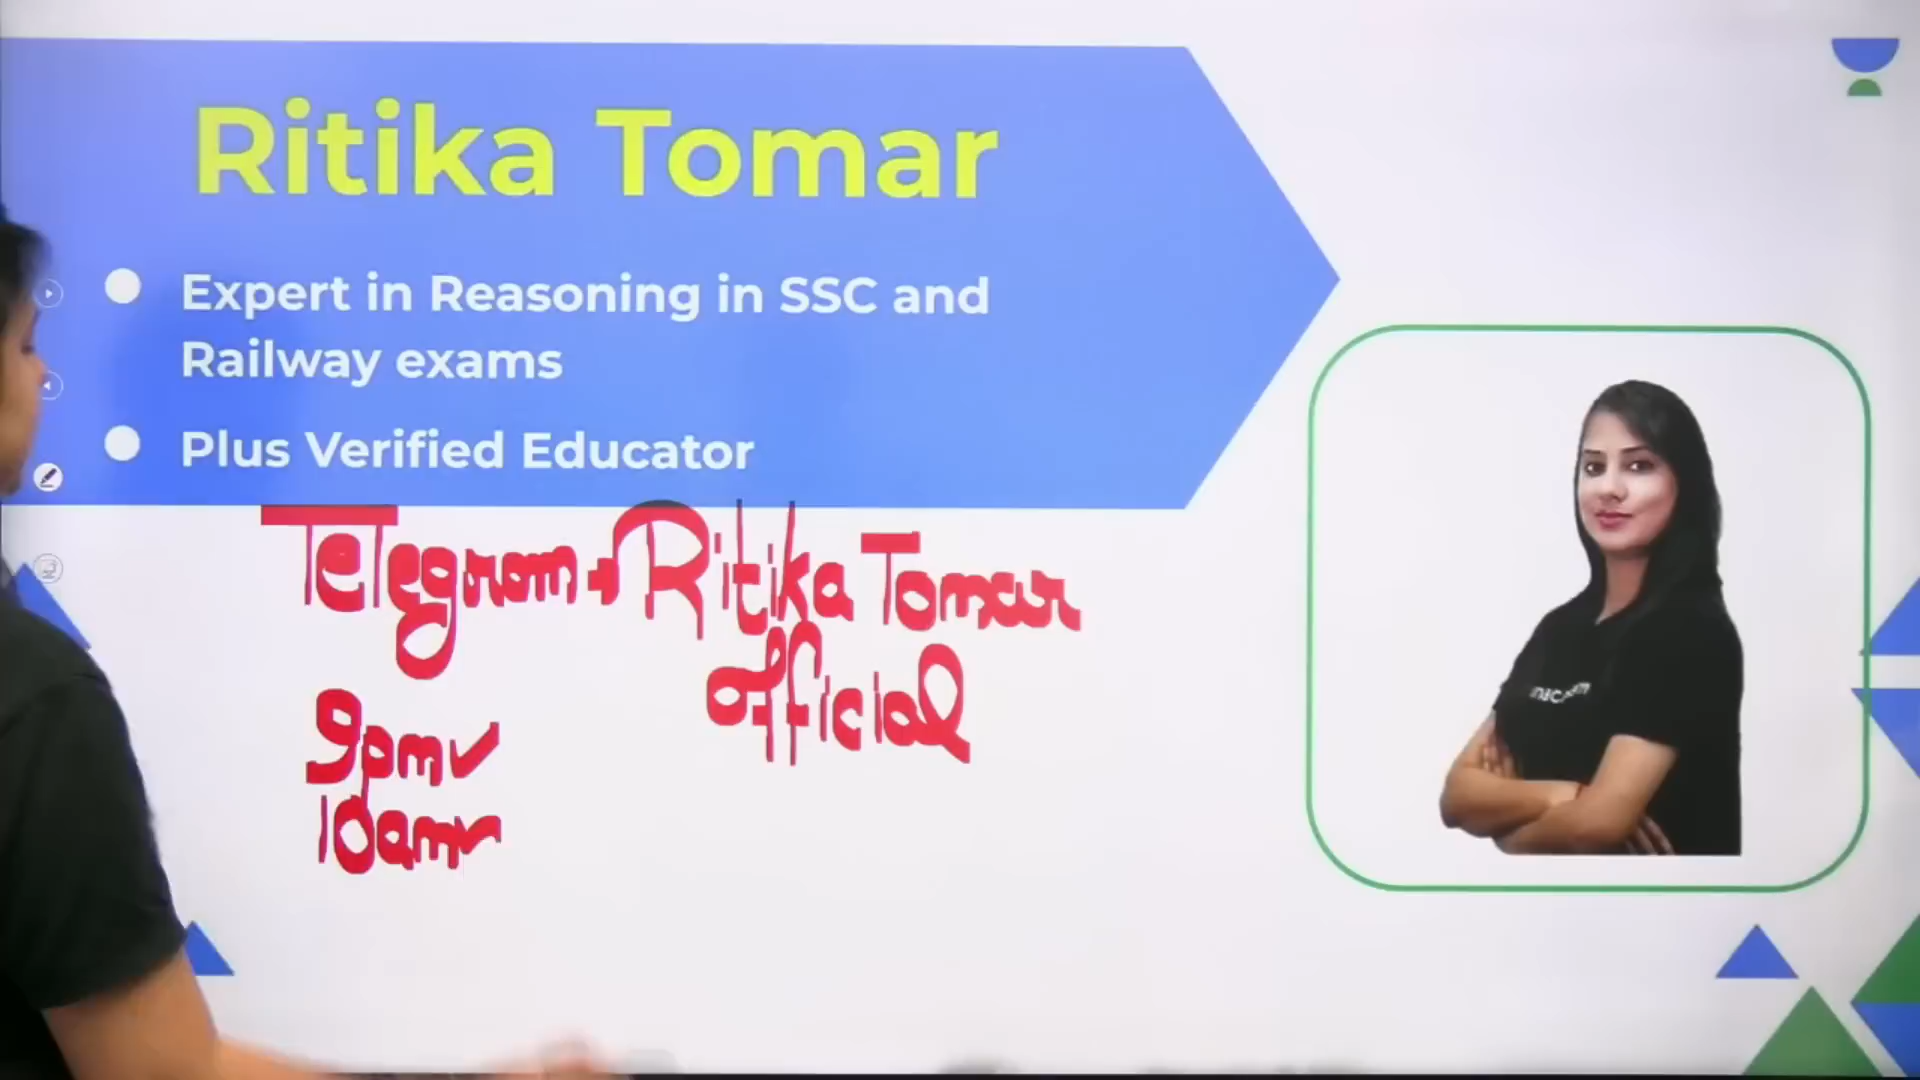 Ritika Tomar
Expert in Reasoning in SSC and
Railway exams
Plus Verified Educator
Telegram → Ritika Tomar
official
9pm ✓
10am ✓